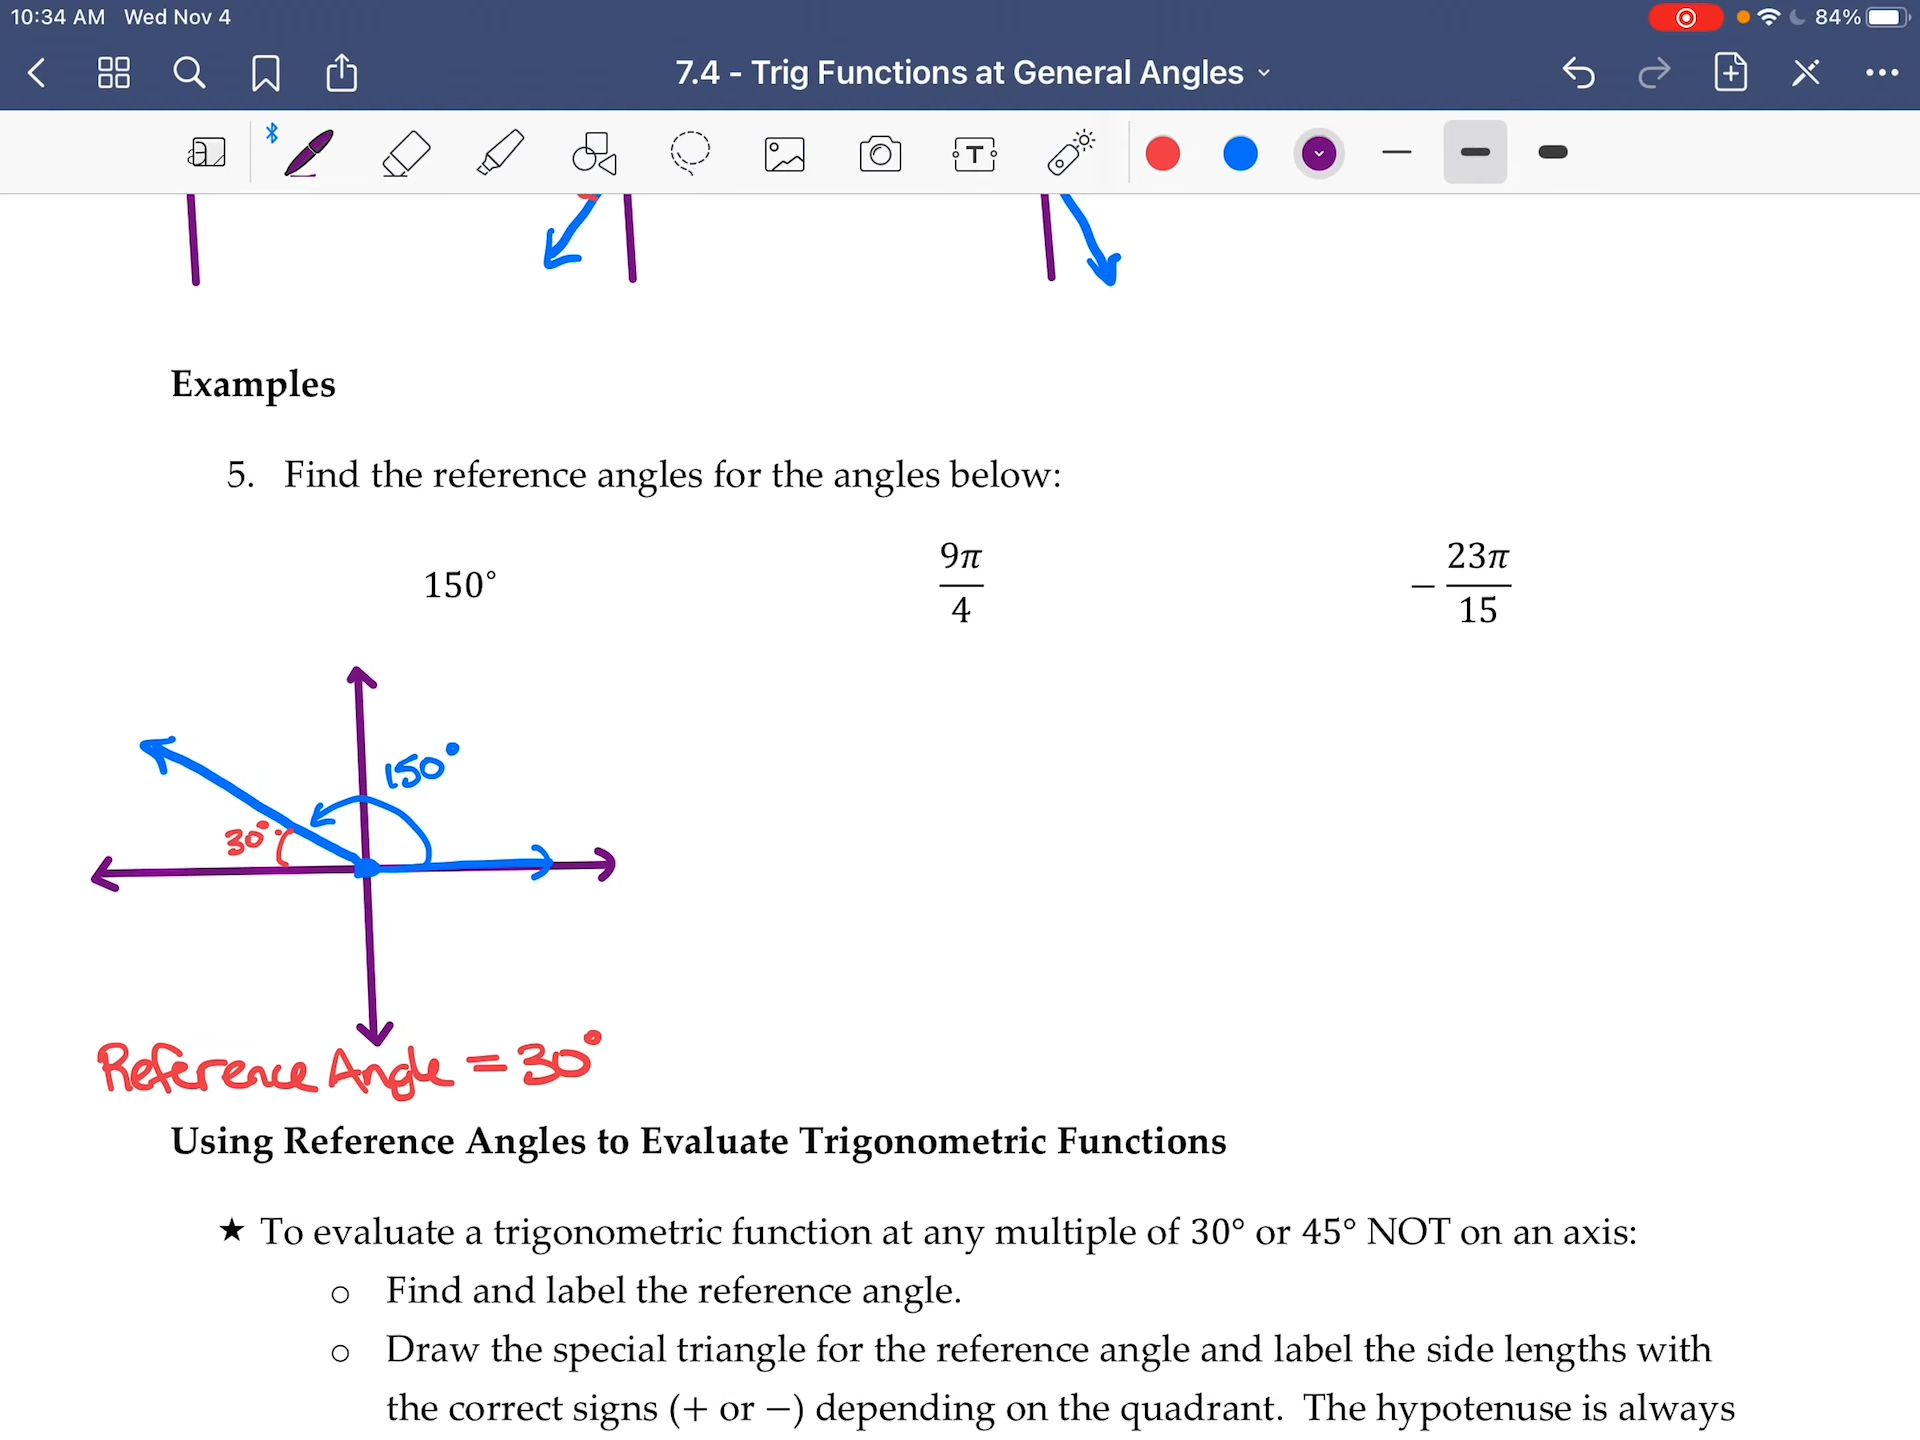 10:34 AM Wed Nov 4
84%
7.4 - Trig Functions at General Angles
Examples
5. Find the reference angles for the angles below:
150°
9π
4
− 23π
15
150°
30°
Reference Angle = 30°
Using Reference Angles to Evaluate Trigonometric Functions
★ To evaluate a trigonometric function at any multiple of 30° or 45° NOT on an axis:
○ Find and label the reference angle.
○ Draw the special triangle for the reference angle and label the side lengths with
the correct signs (+ or −) depending on the quadrant. The hypotenuse is always